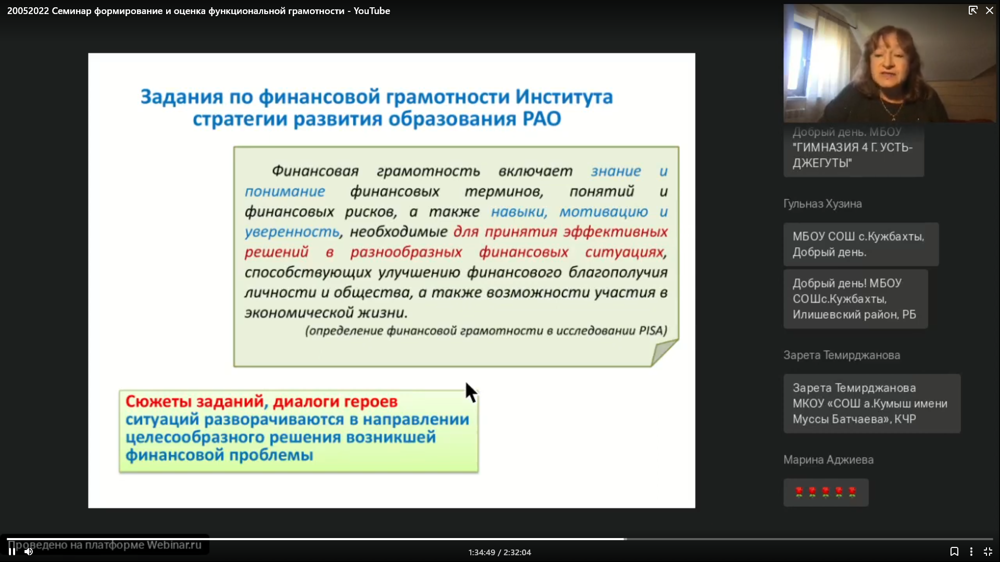 20052022 Семинар формирование и оценка функциональной грамотности - YouTube
Задания по финансовой грамотности Института
стратегии развития образования РАО
Финансовая грамотность включает знание и
понимание финансовых терминов, понятий и
финансовых рисков, а также навыки, мотивацию и
уверенность, необходимые для принятия эффективных
решений в разнообразных финансовых ситуациях,
способствующих улучшению финансового благополучия
личности и общества, а также возможности участия в
экономической жизни.
(определение финансовой грамотности в исследовании PISA)
Сюжеты заданий, диалоги героев
ситуаций разворачиваются в направлении
целесообразного решения возникшей
финансовой проблемы
Добрый день. МБОУ
"ГИМНАЗИЯ 4 Г. УСТЬ-
ДЖЕГУТЫ"
Гульназ Хузина
МБОУ СОШ с.Кужбахты,
Добрый день.
Добрый день! МБОУ
СОШс.Кужбахты,
Илишевский район, РБ
Зарета Темирджанова
Зарета Темирджанова
МКОУ «СОШ а.Кумыш имени
Муссы Батчаева», КЧР
Марина Аджиева
Проведено на платформе Webinar.ru
1:34:49 / 2:32:04